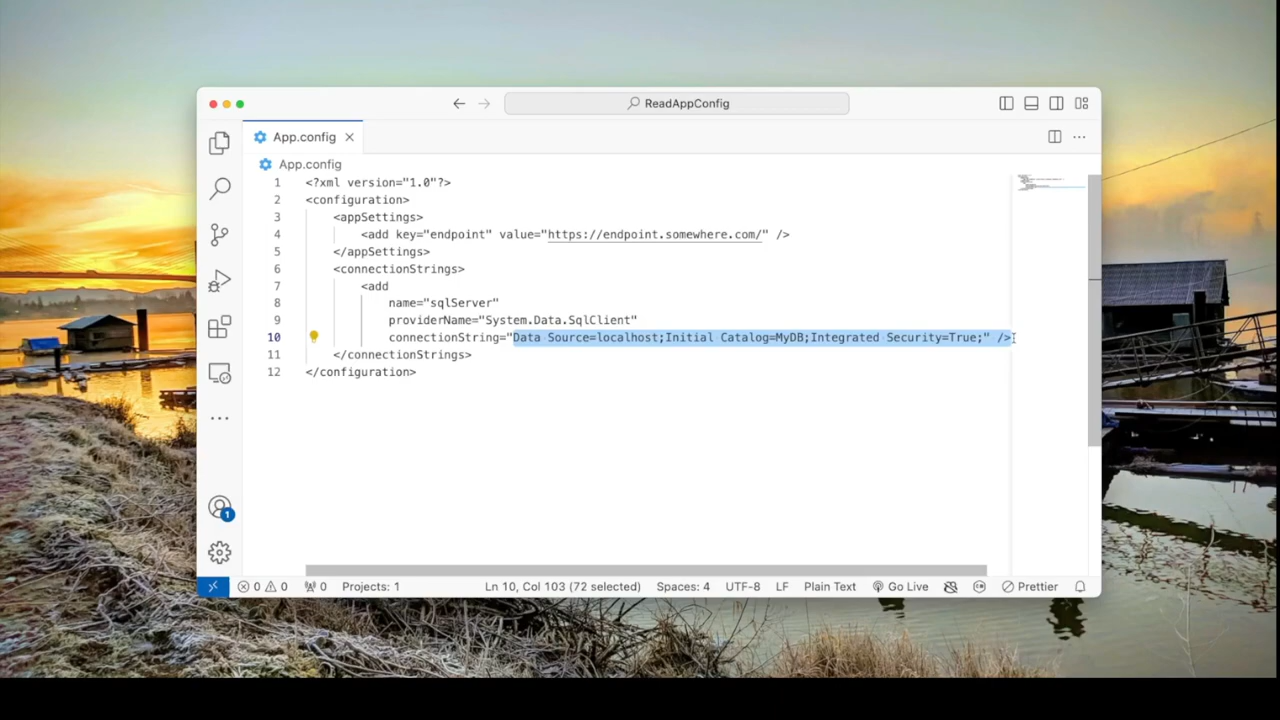 ReadAppConfig
App.config
App.config
1 <?xml version="1.0"?>
2 <configuration>
3 <appSettings>
4 <add key="endpoint" value="https://endpoint.somewhere.com/" />
5 </appSettings>
6 <connectionStrings>
7 <add
8 name="sqlServer"
9 providerName="System.Data.SqlClient"
10 connectionString="Data Source=localhost;Initial Catalog=MyDB;Integrated Security=True;" />
11 </connectionStrings>
12 </configuration>
1
0 0 0 Projects: 1 Ln 10, Col 103 (72 selected) Spaces: 4 UTF-8 LF Plain Text Go Live Prettier